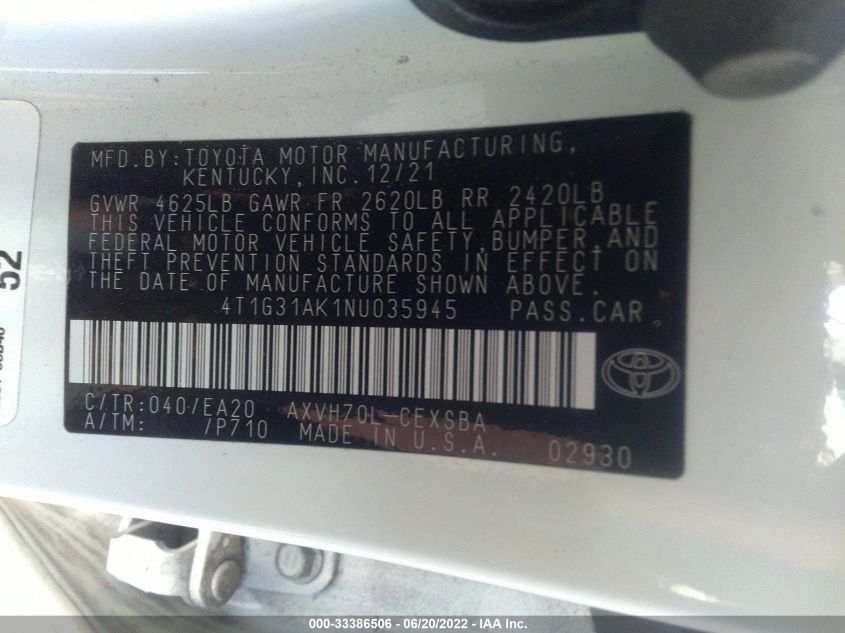 MFD.BY:TOYOTA MOTOR MANUFACTURING,
KENTUCKY,INC.12/21
GVWR 4625LB GAWR FR 2620LB RR 2420LB
THIS VEHICLE CONFORMS TO ALL APPLICABLE
FEDERAL MOTOR VEHICLE SAFETY,BUMPER,AND
THEFT PREVENTION STANDARDS IN EFFECT ON
THE DATE OF MANUFACTURE SHOWN ABOVE.
4T1G31AK1NU035945 PASS.CAR
C/TR:040/EA20 AXVH70L-CEXSBA
A/TM: /P710 MADE IN U.S.A. 02930
52
000-33386506 - 06/20/2022 - IAA Inc.